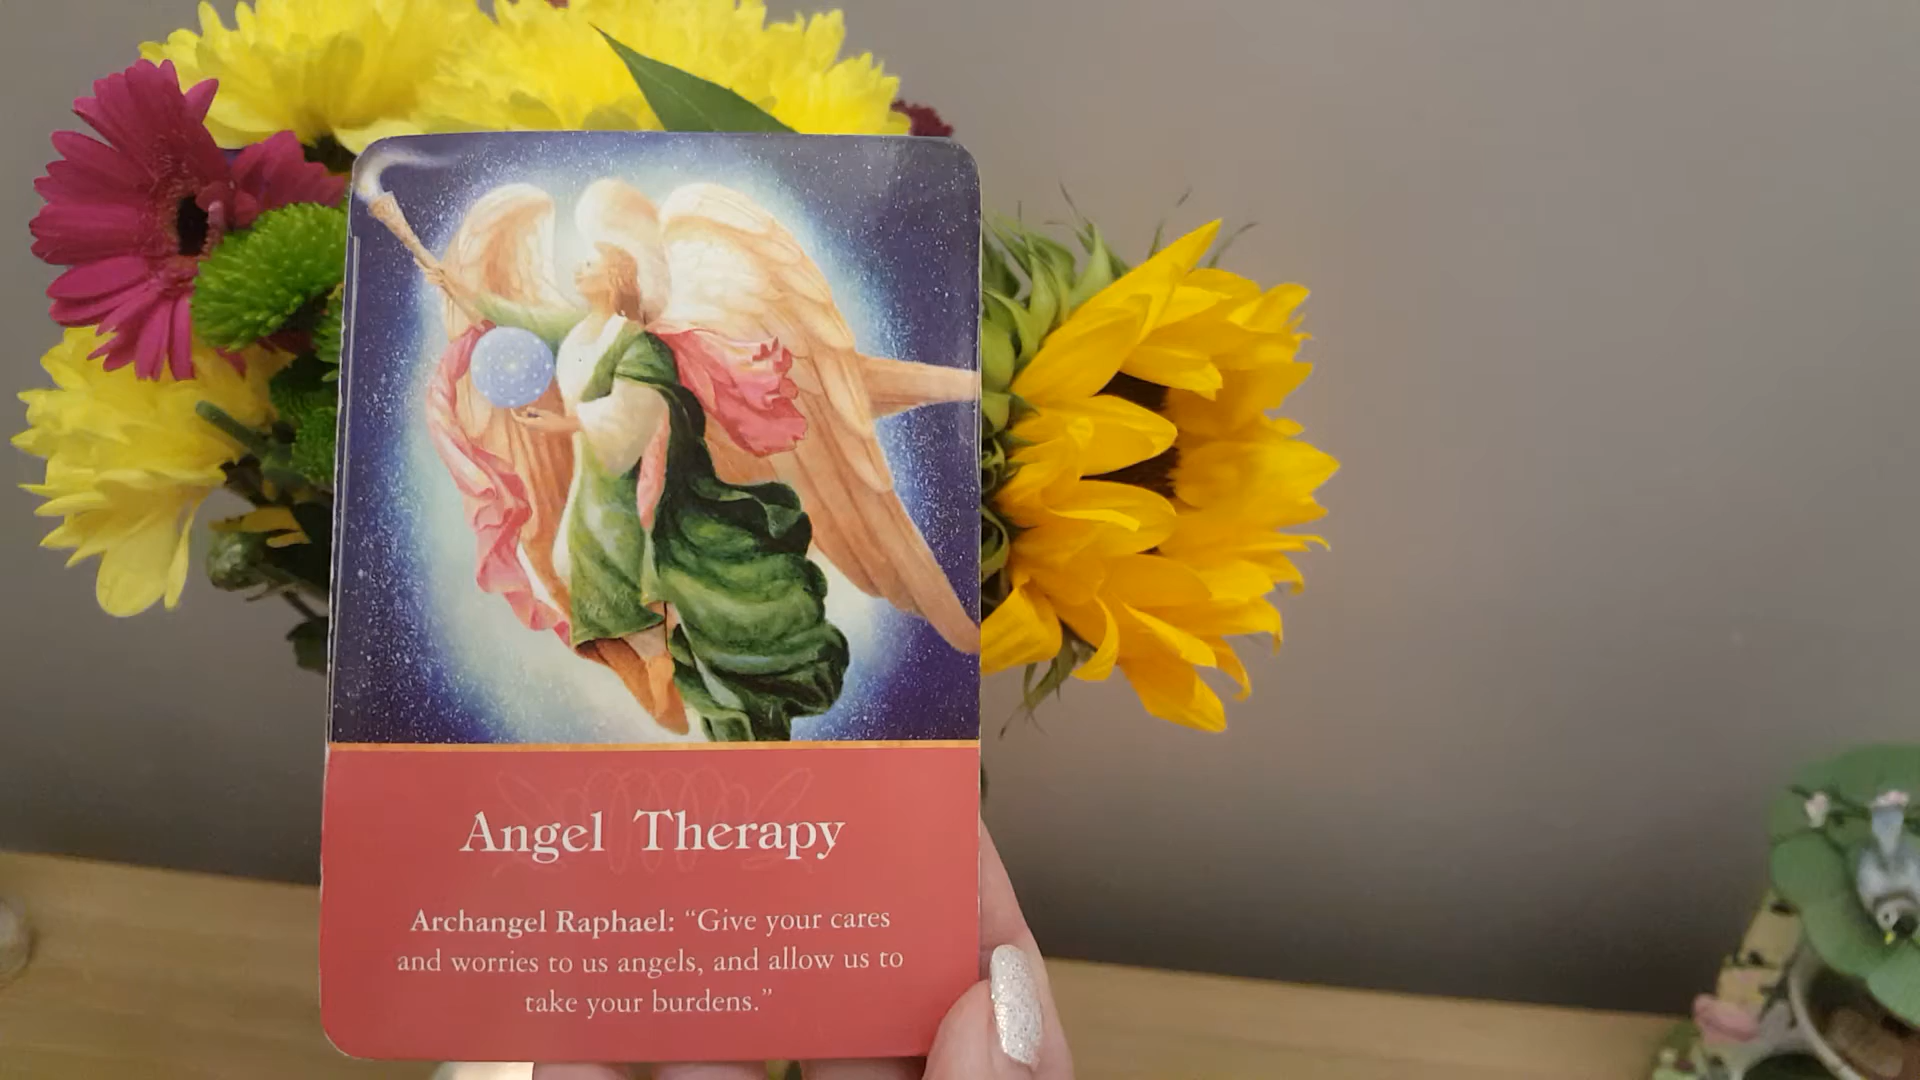 Angel Therapy
Archangel Raphael: “Give your cares
and worries to us angels, and allow us to
take your burdens.”